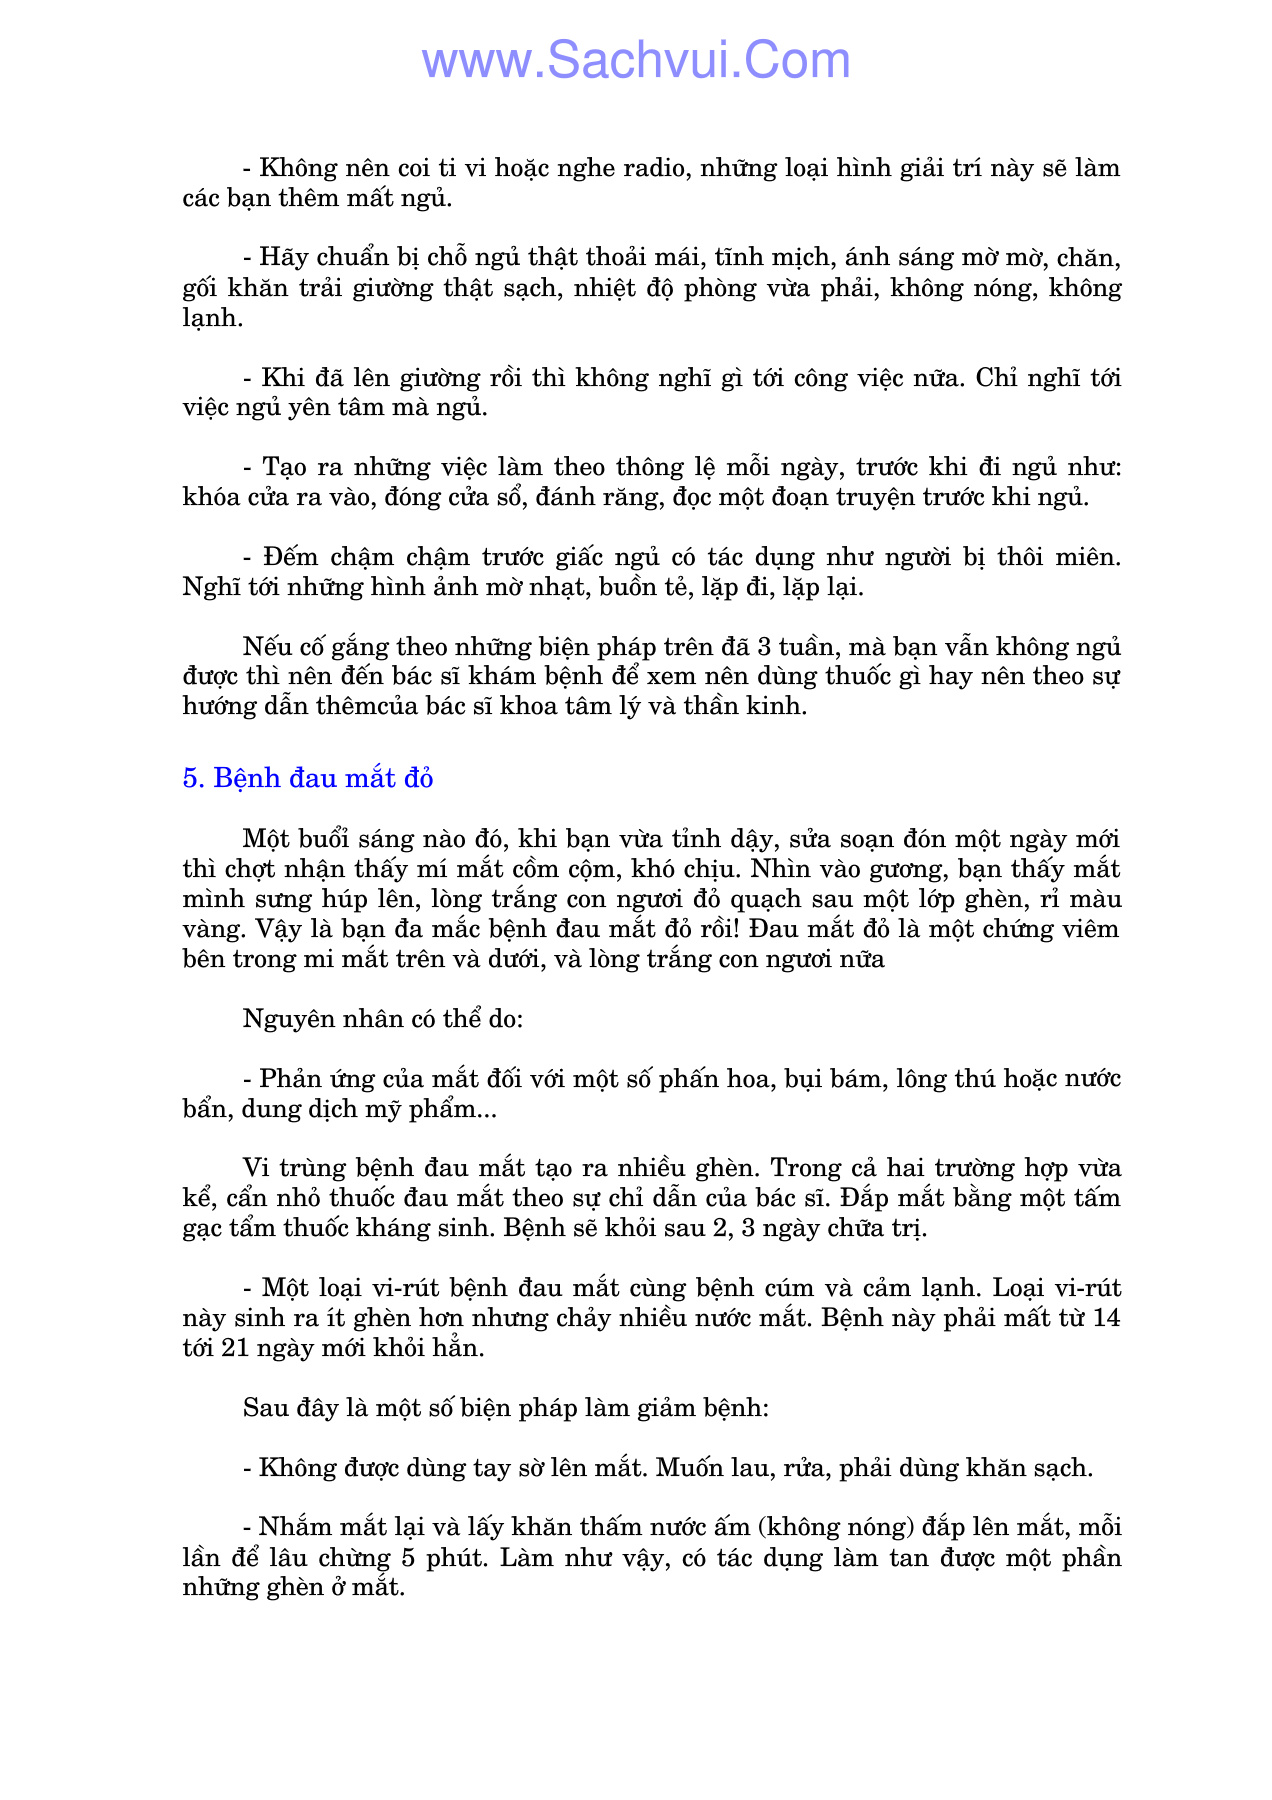 www.Sachvui.Com
- Không nên coi ti vi hoặc nghe radio, những loại hình giải trí này sẽ làm
các bạn thêm mất ngủ.
- Hãy chuẩn bị chỗ ngủ thật thoải mái, tĩnh mịch, ánh sáng mờ mờ, chăn,
gối khăn trải giường thật sạch, nhiệt độ phòng vừa phải, không nóng, không
lạnh.
- Khi đã lên giường rồi thì không nghĩ gì tới công việc nữa. Chỉ nghĩ tới
việc ngủ yên tâm mà ngủ.
- Tạo ra những việc làm theo thông lệ mỗi ngày, trước khi đi ngủ như:
khóa cửa ra vào, đóng cửa sổ, đánh răng, đọc một đoạn truyện trước khi ngủ.
- Đếm chậm chậm trước giấc ngủ có tác dụng như người bị thôi miên.
Nghĩ tới những hình ảnh mờ nhạt, buồn tẻ, lặp đi, lặp lại.
Nếu cố gắng theo những biện pháp trên đã 3 tuần, mà bạn vẫn không ngủ
được thì nên đến bác sĩ khám bệnh để xem nên dùng thuốc gì hay nên theo sự
hướng dẫn thêmcủa bác sĩ khoa tâm lý và thần kinh.
5. Bệnh đau mắt đỏ
Một buổi sáng nào đó, khi bạn vừa tỉnh dậy, sửa soạn đón một ngày mới
thì chợt nhận thấy mí mắt cồm cộm, khó chịu. Nhìn vào gương, bạn thấy mắt
mình sưng húp lên, lòng trắng con ngươi đỏ quạch sau một lớp ghèn, rỉ màu
vàng. Vậy là bạn đa mắc bệnh đau mắt đỏ rồi! Đau mắt đỏ là một chứng viêm
bên trong mi mắt trên và dưới, và lòng trắng con ngươi nữa
Nguyên nhân có thể do:
- Phản ứng của mắt đối với một số phấn hoa, bụi bám, lông thú hoặc nước
bẩn, dung dịch mỹ phẩm...
Vi trùng bệnh đau mắt tạo ra nhiều ghèn. Trong cả hai trường hợp vừa
kể, cẩn nhỏ thuốc đau mắt theo sự chỉ dẫn của bác sĩ. Đắp mắt bằng một tấm
gạc tẩm thuốc kháng sinh. Bệnh sẽ khỏi sau 2, 3 ngày chữa trị.
- Một loại vi-rút bệnh đau mắt cùng bệnh cúm và cảm lạnh. Loại vi-rút
này sinh ra ít ghèn hơn nhưng chảy nhiều nước mắt. Bệnh này phải mất từ 14
tới 21 ngày mới khỏi hẳn.
Sau đây là một số biện pháp làm giảm bệnh:
- Không được dùng tay sờ lên mắt. Muốn lau, rửa, phải dùng khăn sạch.
- Nhắm mắt lại và lấy khăn thấm nước ấm (không nóng) đắp lên mắt, mỗi
lần để lâu chừng 5 phút. Làm như vậy, có tác dụng làm tan được một phần
những ghèn ở mắt.